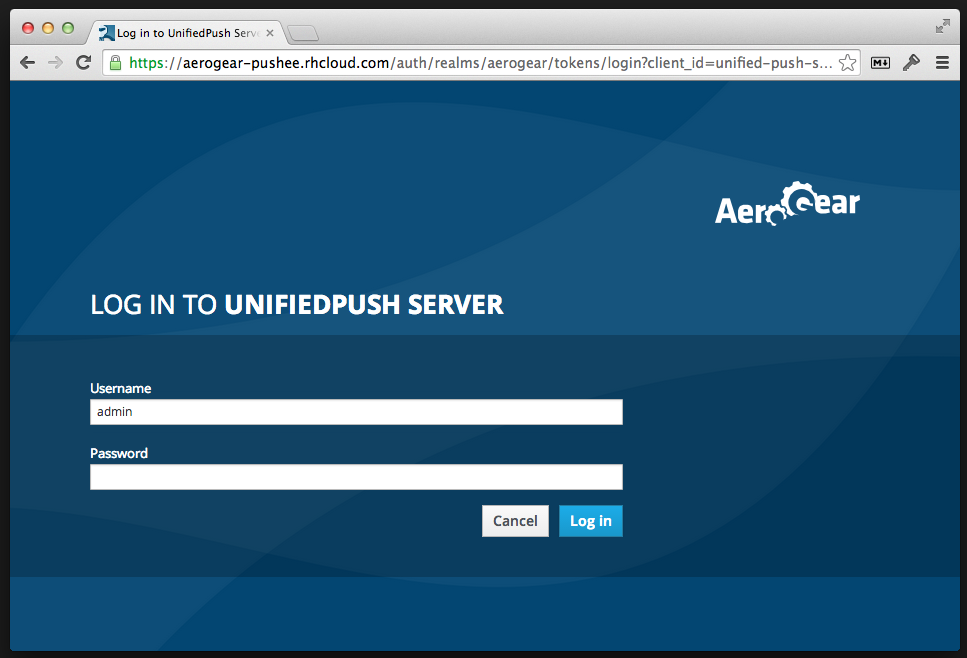 Log in to UnifiedPush Serv
https://aerogear-pushee.rhcloud.com/auth/realms/aerogear/tokens/login?client_id=unified-push-s...
M
AeroGear
LOG IN TO UNIFIEDPUSH SERVER
Username
admin
Password
Cancel
Log in